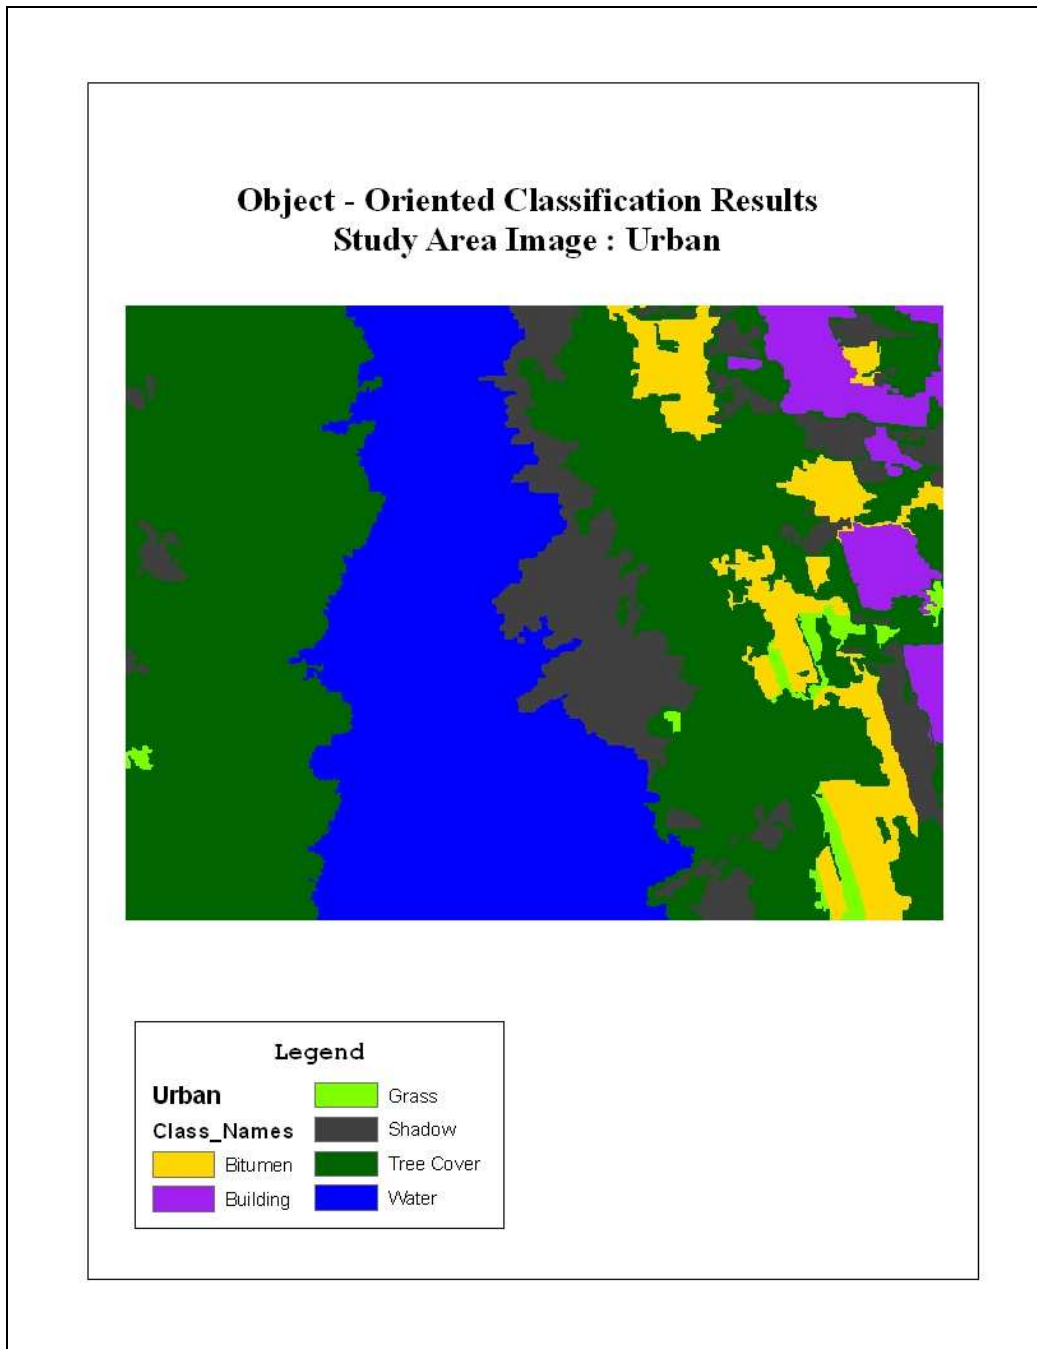 Object - Oriented Classification Results
Study Area Image : Urban
Legend
Urban
Class_Names
Bitumen
Building
Grass
Shadow
Tree Cover
Water